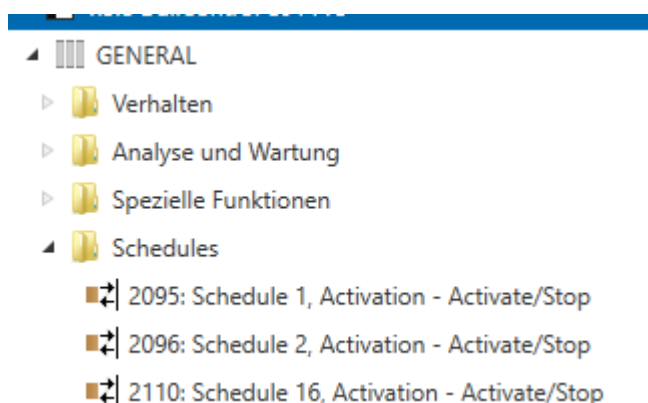 GENERAL
Verhalten
Analyse und Wartung
Spezielle Funktionen
Schedules
2095: Schedule 1, Activation - Activate/Stop
2096: Schedule 2, Activation - Activate/Stop
2110: Schedule 16, Activation - Activate/Stop